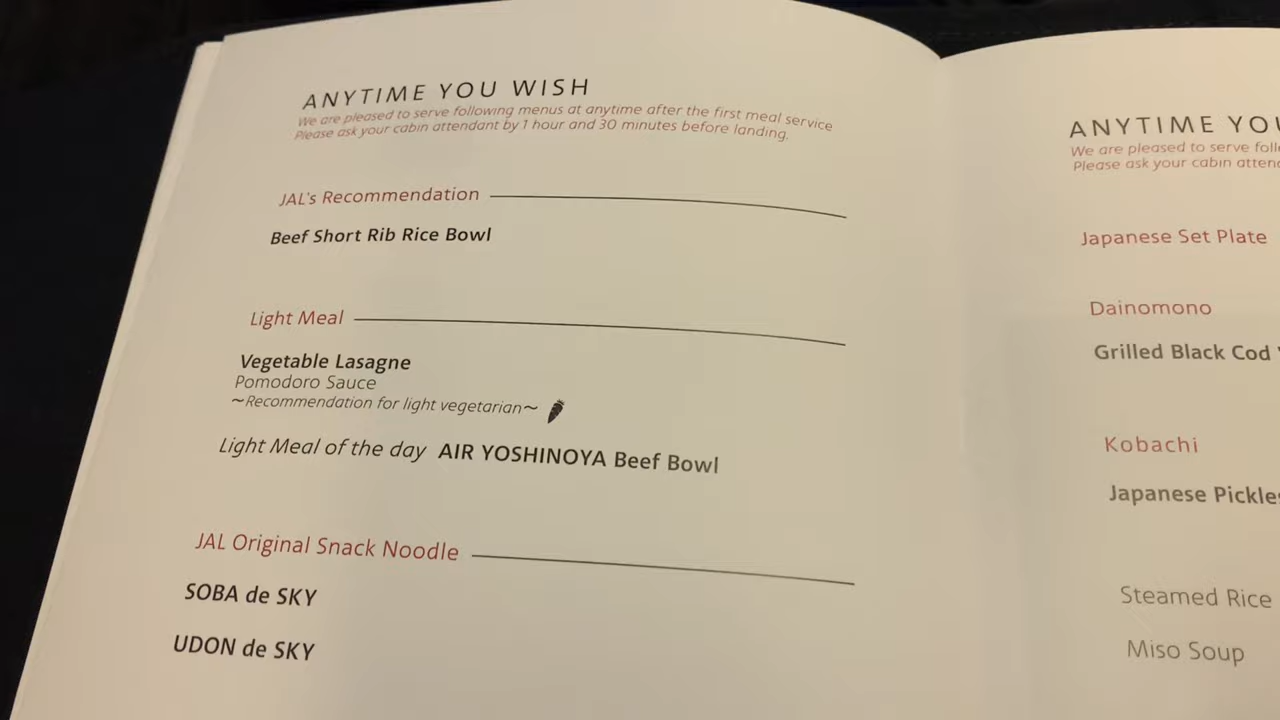 ANYTIME YOU WISH
We are pleased to serve following menus at anytime after the first meal service
Please ask your cabin attendant by 1 hour and 30 minutes before landing.
JAL's Recommendation
Beef Short Rib Rice Bowl
Light Meal
Vegetable Lasagne
Pomodoro Sauce
~Recommendation for light vegetarian~
Light Meal of the day AIR YOSHINOYA Beef Bowl
JAL Original Snack Noodle
SOBA de SKY
UDON de SKY
ANYTIME YOU
We are pleased to serve
Please ask your cabin
Japanese Set Plate
Dainomono
Grilled Black Cod
Kobachi
Japanese Pickles
Steamed Rice
Miso Soup